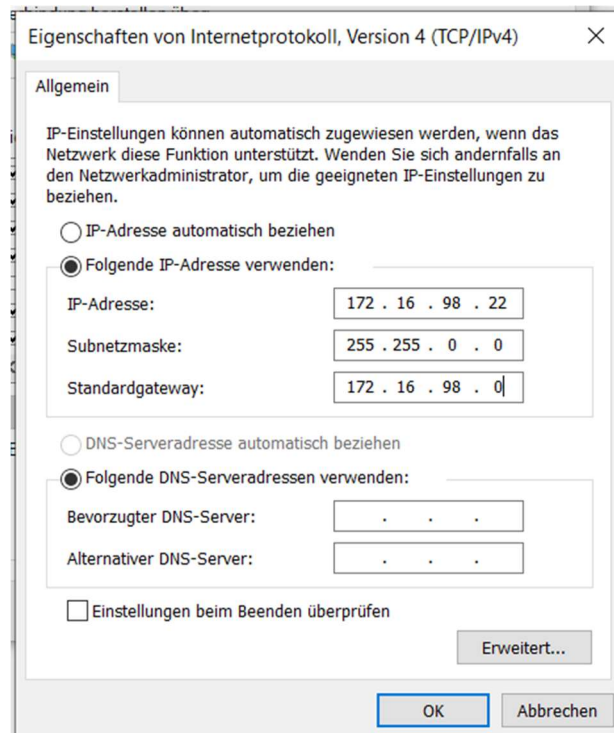 Eigenschaften von Internetprotokoll, Version 4 (TCP/IPv4)
Allgemein
IP-Einstellungen können automatisch zugewiesen werden, wenn das
Netzwerk diese Funktion unterstützt. Wenden Sie sich andernfalls an
den Netzwerkadministrator, um die geeigneten IP-Einstellungen zu
beziehen.
IP-Adresse automatisch beziehen
Folgende IP-Adresse verwenden:
IP-Adresse: 172 . 16 . 98 . 22
Subnetzmaske: 255 . 255 . 0 . 0
Standardgateway: 172 . 16 . 98 . 0
DNS-Serveradresse automatisch beziehen
Folgende DNS-Serveradressen verwenden:
Bevorzugter DNS-Server: . . .
Alternativer DNS-Server: . . .
Einstellungen beim Beenden überprüfen
Erweitert...
OK Abbrechen